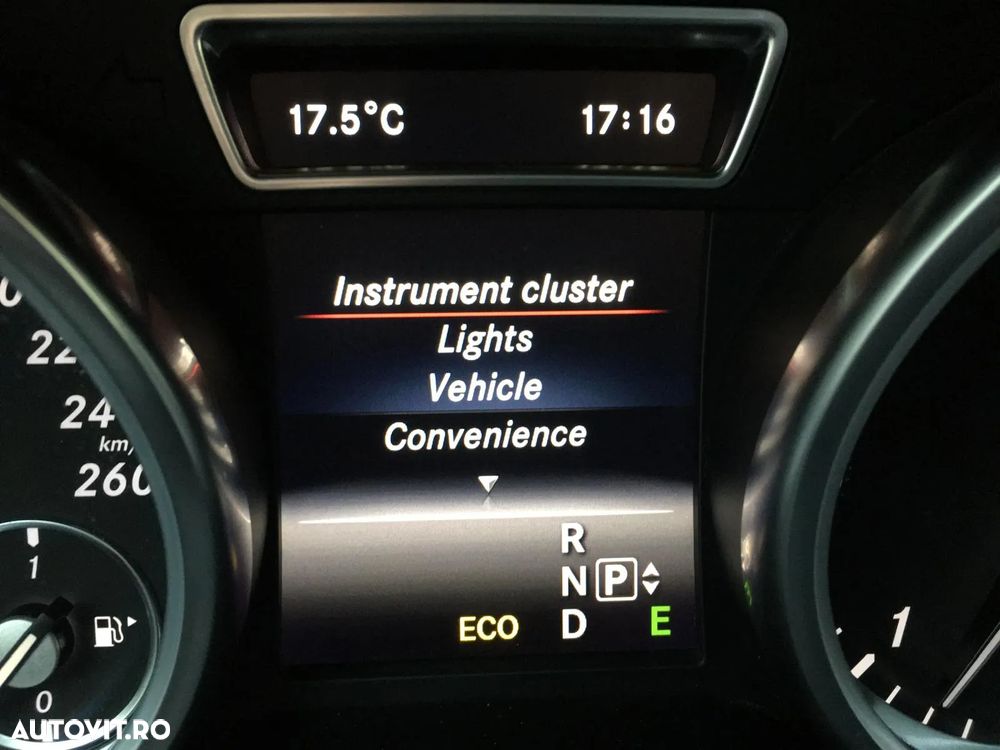 17.5°C 17:16
Instrument cluster
Lights
Vehicle
Convenience
R
N P
ECO D E
24
km/
260
1
0
1
AUTOVIT.RO